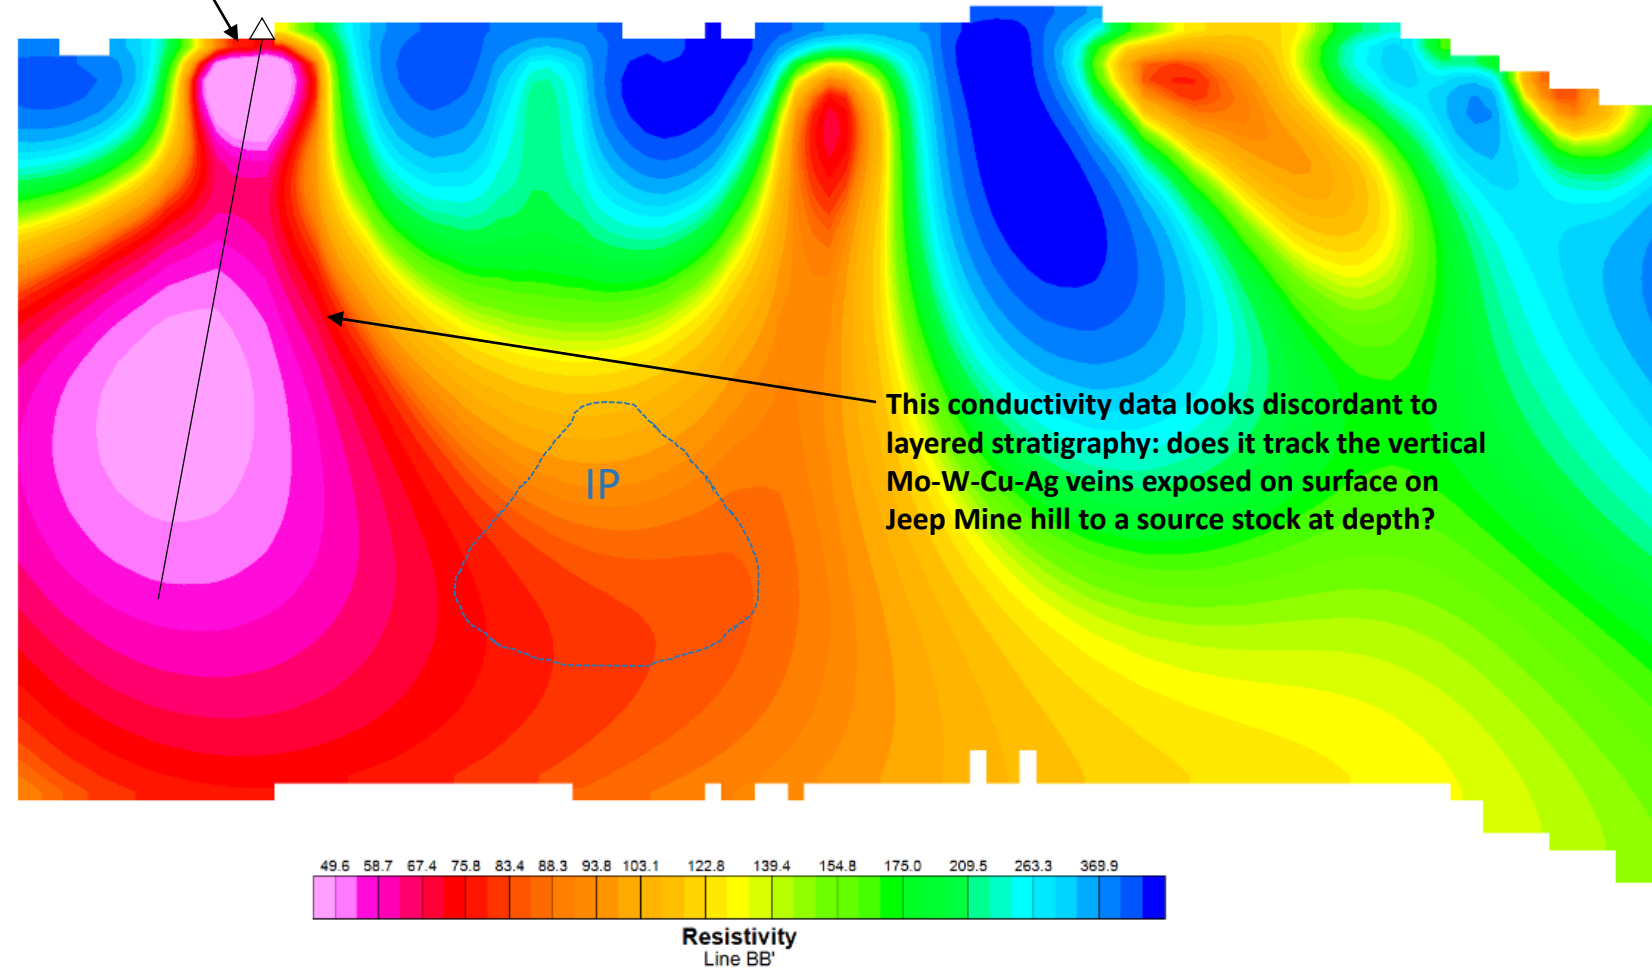 This conductivity data looks discordant to
layered stratigraphy: does it track the vertical
Mo-W-Cu-Ag veins exposed on surface on
Jeep Mine hill to a source stock at depth?
IP
49.6 58.7 67.4 75.8 83.4 88.3 93.8 103.1 122.8 139.4 154.8 175.0 209.5 263.3 369.9
Resistivity
Line BB'